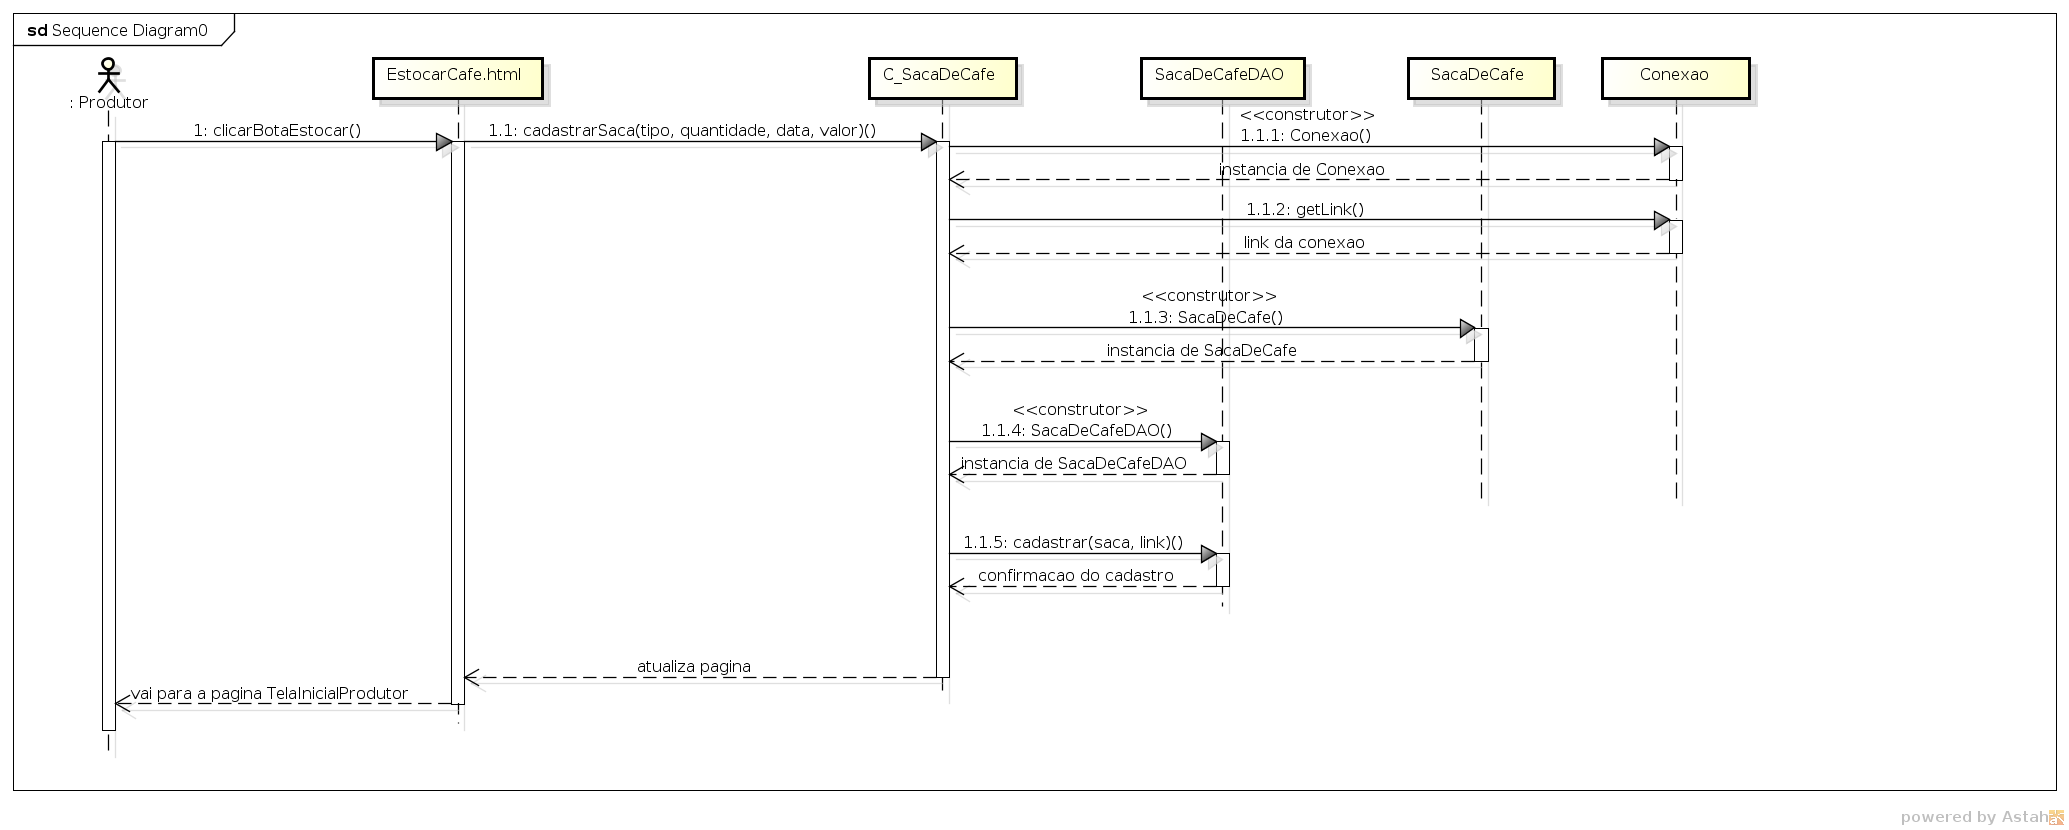 sd Sequence Diagram0
: Produtor
EstocarCafe.html
C_SacaDeCafe
SacaDeCafeDAO
SacaDeCafe
Conexao
1: clicarBotaEstocar()
1.1: cadastrarSaca(tipo, quantidade, data, valor)()
<<construtor>>
1.1.1: Conexao()
instancia de Conexao
1.1.2: getLink()
link da conexao
<<construtor>>
1.1.3: SacaDeCafe()
instancia de SacaDeCafe
<<construtor>>
1.1.4: SacaDeCafeDAO()
instancia de SacaDeCafeDAO
1.1.5: cadastrar(saca, link)()
confirmacao do cadastro
atualiza pagina
vai para a pagina TelaInicialProdutor
powered by Astah